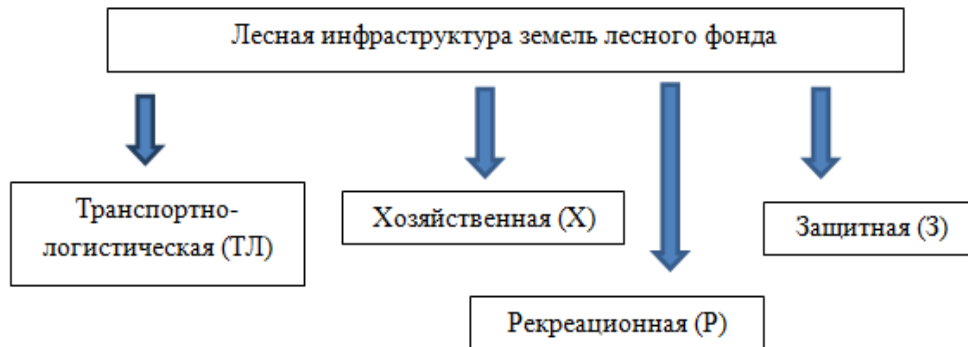 Лесная инфраструктура земель лесного фонда
Транспортно-
логистическая (ТЛ)
Хозяйственная (Х)
Защитная (З)
Рекреационная (Р)